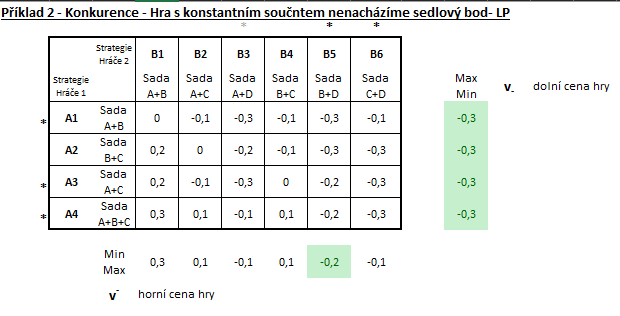 Příklad 2 - Konkurence - Hra s konstantním součntem nenacházíme sedlový bod- LP
* * *
Strategie Hráče 2 B1 B2 B3 B4 B5 B6
Strategie Hráče 1 Sada A+B Sada A+C Sada A+D Sada B+C Sada B+D Sada C+D Max Min v- dolní cena hry
* A1 Sada A+B 0 -0,1 -0,3 -0,1 -0,3 -0,1 -0,3
A2 Sada B+C 0,2 0 -0,2 -0,1 -0,3 -0,3 -0,3
* A3 Sada A+C 0,2 -0,1 -0,3 0 -0,2 -0,3 -0,3
* A4 Sada A+B+C 0,3 0,1 -0,1 0,1 -0,2 -0,3 -0,3
Min Max 0,3 0,1 -0,1 0,1 -0,2 -0,1
v- horní cena hry